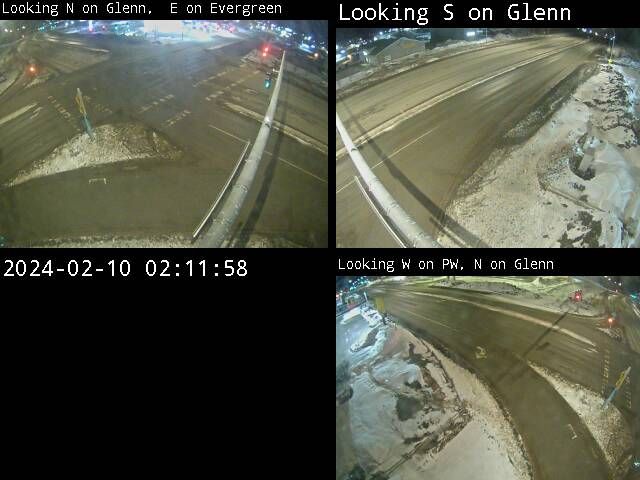 Looking N on Glenn, E on Evergreen
Looking S on Glenn
2024-02-10 02:11:58
Looking W on PW, N on Glenn